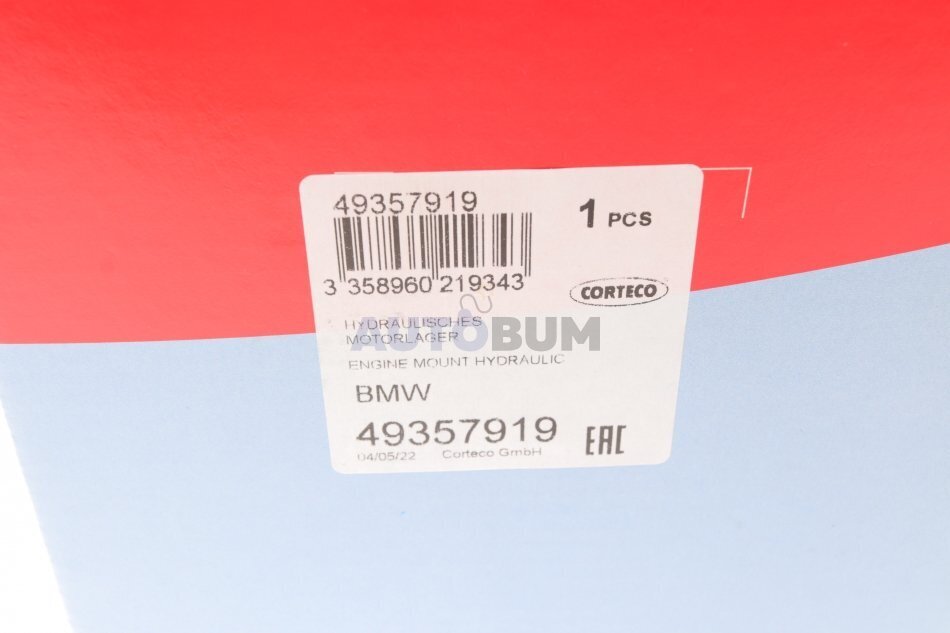 49357919
1 PCS
3 358960 219343
CORTECO
HYDRAULISCHES
MOTORLAGER
AUTOBUM
ENGINE MOUNT HYDRAULIC
BMW
49357919
EAC
04/05/22 Corteco GmbH